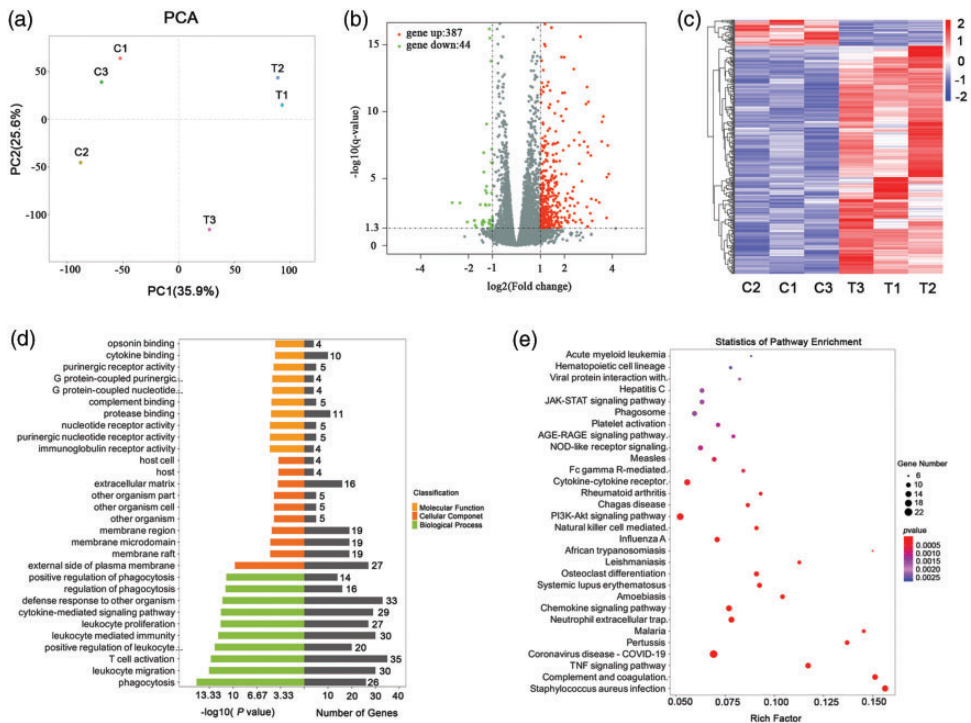 (a)
PCA
C1
C3
T2
T1
C2
T3
50
0
-50
-100
PC2(25.6%)
-100
-50
0
50
100
PC1(35.9%)
(b)
gene up:387
gene down:44
15
10
5
1.3
0
-log10(q-value)
-4
-2
-1
0
1
2
4
log2(Fold change)
(c)
2
1
0
-1
-2
C2 C1 C3 T3 T1 T2
(d)
opsonin binding 4
cytokine binding 10
purinergic receptor activity 5
G protein-coupled purinergic... 4
G protein-coupled nucleotide... 4
complement binding 5
protease binding 11
nucleotide receptor activity 5
purinergic nucleotide receptor activity 5
immunoglobulin receptor activity 4
host cell 4
host 4
extracellular matrix 16
other organism part 5
other organism cell 5
other organism 5
membrane region 19
membrane microdomain 19
membrane raft 19
external side of plasma membrane 27
positive regulation of phagocytosis 14
regulation of phagocytosis 16
defense response to other organism 33
cytokine-mediated signaling pathway 29
leukocyte proliferation 27
leukocyte mediated immunity 30
positive regulation of leukocyte... 20
T cell activation 35
leukocyte migration 30
phagocytosis 26
13.33 10 6.67 3.33 0 10 20 30 40
-log10( P value) Number of Genes
Classification
Molecular Function
Cellular Componet
Biological Process
(e)
Statistics of Pathway Enrichment
Acute myeloid leukemia
Hematopoietic cell lineage
Viral protein interaction with.
Hepatitis C
JAK-STAT signaling pathway
Phagosome
Platelet activation
AGE-RAGE signaling pathway.
NOD-like receptor signaling.
Measles
Fc gamma R-mediated.
Cytokine-cytokine receptor.
Rheumatoid arthritis
Chagas disease
PI3K-Akt signaling pathway
Natural killer cell mediated.
Influenza A
African trypanosomiasis
Leishmaniasis
Osteoclast differentiation
Systemic lupus erythematosus
Amoebiasis
Chemokine signaling pathway
Neutrophil extracellular trap.
Malaria
Pertussis
Coronavirus disease - COVID-19
TNF signaling pathway
Complement and coagulation.
Staphylococcus aureus infection
0.050 0.075 0.100 0.125 0.150
Rich Factor
Gene Number
6
10
14
18
22
pvalue
0.0005
0.0010
0.0015
0.0020
0.0025